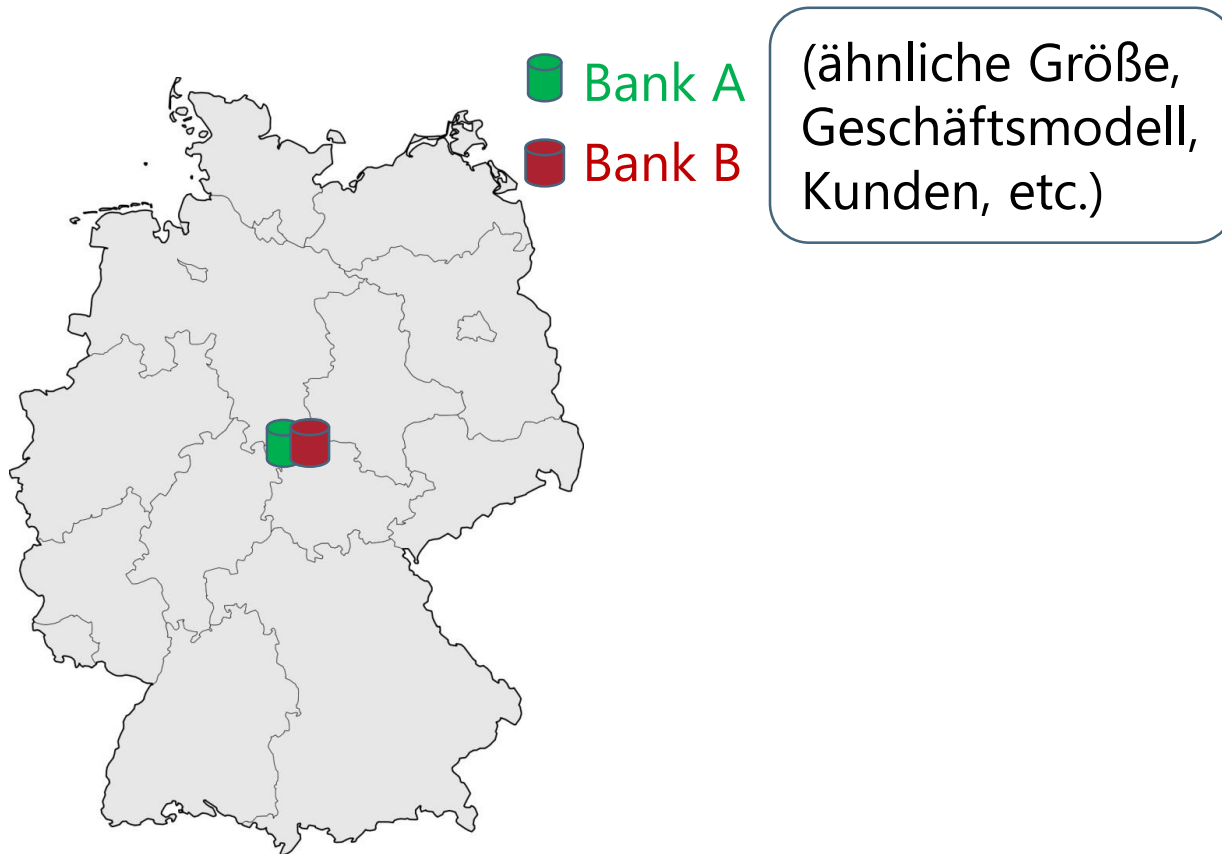 Bank A
Bank B
(ähnliche Größe,
Geschäftsmodell,
Kunden, etc.)